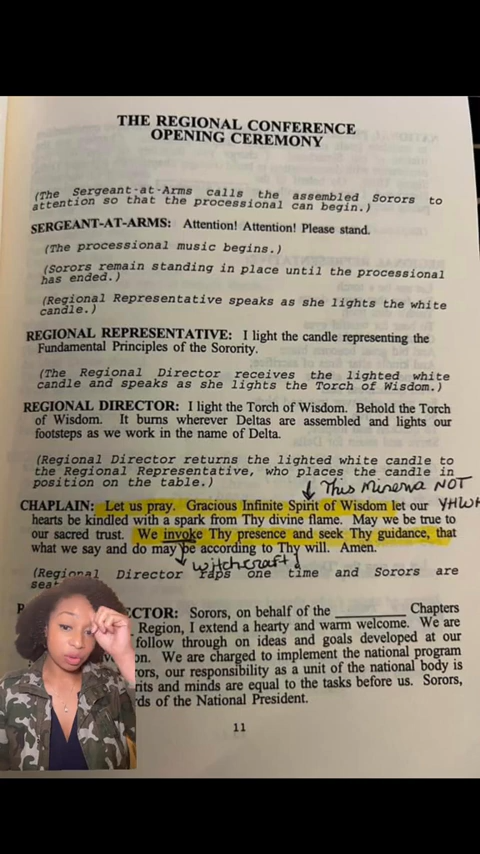 THE REGIONAL CONFERENCE
OPENING CEREMONY
(The Sergeant-at-Arms calls the assembled Sorors to
attention so that the processional can begin.)
SERGEANT-AT-ARMS: Attention! Attention! Please stand.
(The processional music begins.)
(Sorors remain standing in place until the processional
has ended.)
(Regional Representative speaks as she lights the white
candle.)
REGIONAL REPRESENTATIVE: I light the candle representing the
Fundamental Principles of the Sorority.
(The Regional Director receives the lighted white
candle and speaks as she lights the Torch of Wisdom.)
REGIONAL DIRECTOR: I light the Torch of Wisdom. Behold the Torch
of Wisdom. It burns wherever Deltas are assembled and lights our
footsteps as we work in the name of Delta.
(Regional Director returns the lighted white candle to
the Regional Representative, who places the candle in
position on the table.)
This Minerva NOT
YHWH
CHAPLAIN: Let us pray. Gracious Infinite Spirit of Wisdom let our
hearts be kindled with a spark from Thy divine flame. May we be true to
our sacred trust. We invoke Thy presence and seek Thy guidance, that
what we say and do may be according to Thy will. Amen.
witchcraft
(Regional Director raps one time and Sorors are
CTOR: Sorors, on behalf of the ________ Chapters
Region, I extend a hearty and warm welcome. We are
follow through on ideas and goals developed at our
on. We are charged to implement the national program
ors, our responsibility as a unit of the national body is
rits and minds are equal to the tasks before us. Sorors,
ds of the National President.
11